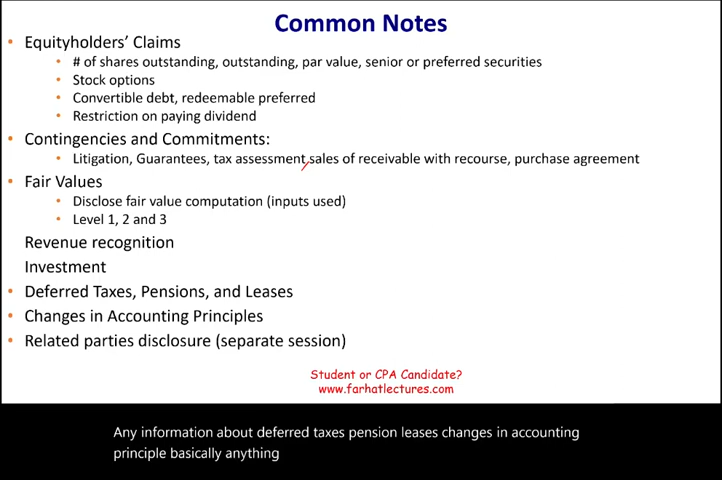 Common Notes
• Equityholders' Claims
• # of shares outstanding, outstanding, par value, senior or preferred securities
• Stock options
• Convertible debt, redeemable preferred
• Restriction on paying dividend
• Contingencies and Commitments:
• Litigation, Guarantees, tax assessment sales of receivable with recourse, purchase agreement
• Fair Values
• Disclose fair value computation (inputs used)
• Level 1, 2 and 3
Revenue recognition
Investment
• Deferred Taxes, Pensions, and Leases
• Changes in Accounting Principles
• Related parties disclosure (separate session)
Student or CPA Candidate?
www.farhatlectures.com
Any information about deferred taxes pension leases changes in accounting
principle basically anything